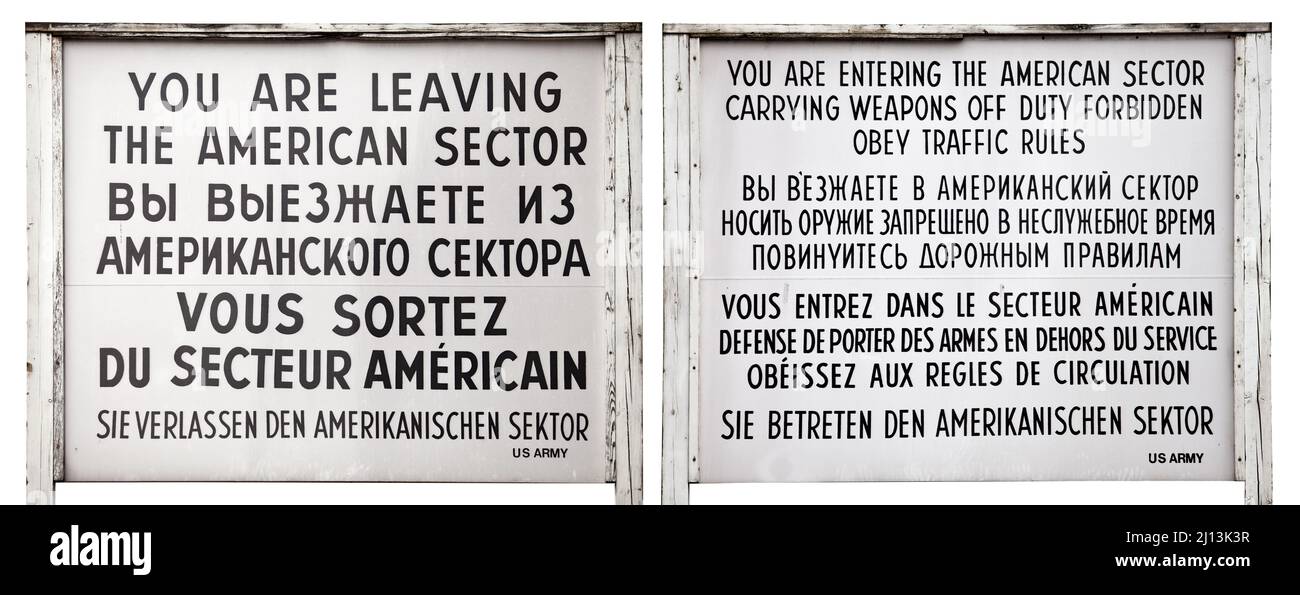 YOU ARE LEAVING
THE AMERICAN SECTOR
ВЫ ВЫЕЗЖАЕТЕ ИЗ
АМЕРИКАНСКОГО СЕКТОРА
VOUS SORTEZ
DU SECTEUR AMÉRICAIN
SIE VERLASSEN DEN AMERIKANISCHEN SEKTOR
US ARMY
YOU ARE ENTERING THE AMERICAN SECTOR
CARRYING WEAPONS OFF DUTY FORBIDDEN
OBEY TRAFFIC RULES
ВЫ В'ЕЗЖАЕТЕ В АМЕРИКАНСКИЙ СЕКТОР
НОСИТЬ ОРУЖИЕ ЗАПРЕЩЕНО В НЕСЛУЖЕБНОЕ ВРЕМЯ
ПОВИНУИТЕСЬ ДОРОЖНЫМ ПРАВИЛАМ
VOUS ENTREZ DANS LE SECTEUR AMÉRICAIN
DEFENSE DE PORTER DES ARMES EN DEHORS DU SERVICE
OBÉISSEZ AUX REGLES DE CIRCULATION
SIE BETRETEN DEN AMERIKANISCHEN SEKTOR
US ARMY
alamy
Image ID: 2J13K3R
www.alamy.com